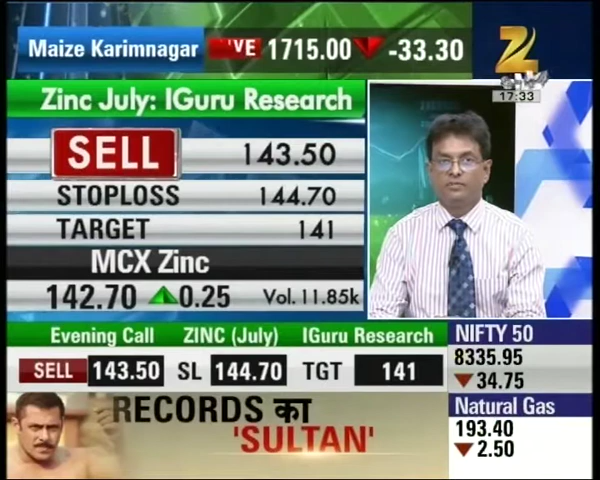 Maize Karimnagar 'VE 1715.00 -33.30
Z
17:33
Zinc July: IGuru Research
SELL 143.50
STOPLOSS 144.70
TARGET 141
MCX Zinc
142.70 0.25 Vol. 11.85k
Evening Call ZINC (July) IGuru Research
SELL 143.50 SL 144.70 TGT 141
NIFTY 50
8335.95
34.75
Natural Gas
193.40
2.50
RECORDS का
'SULTAN'